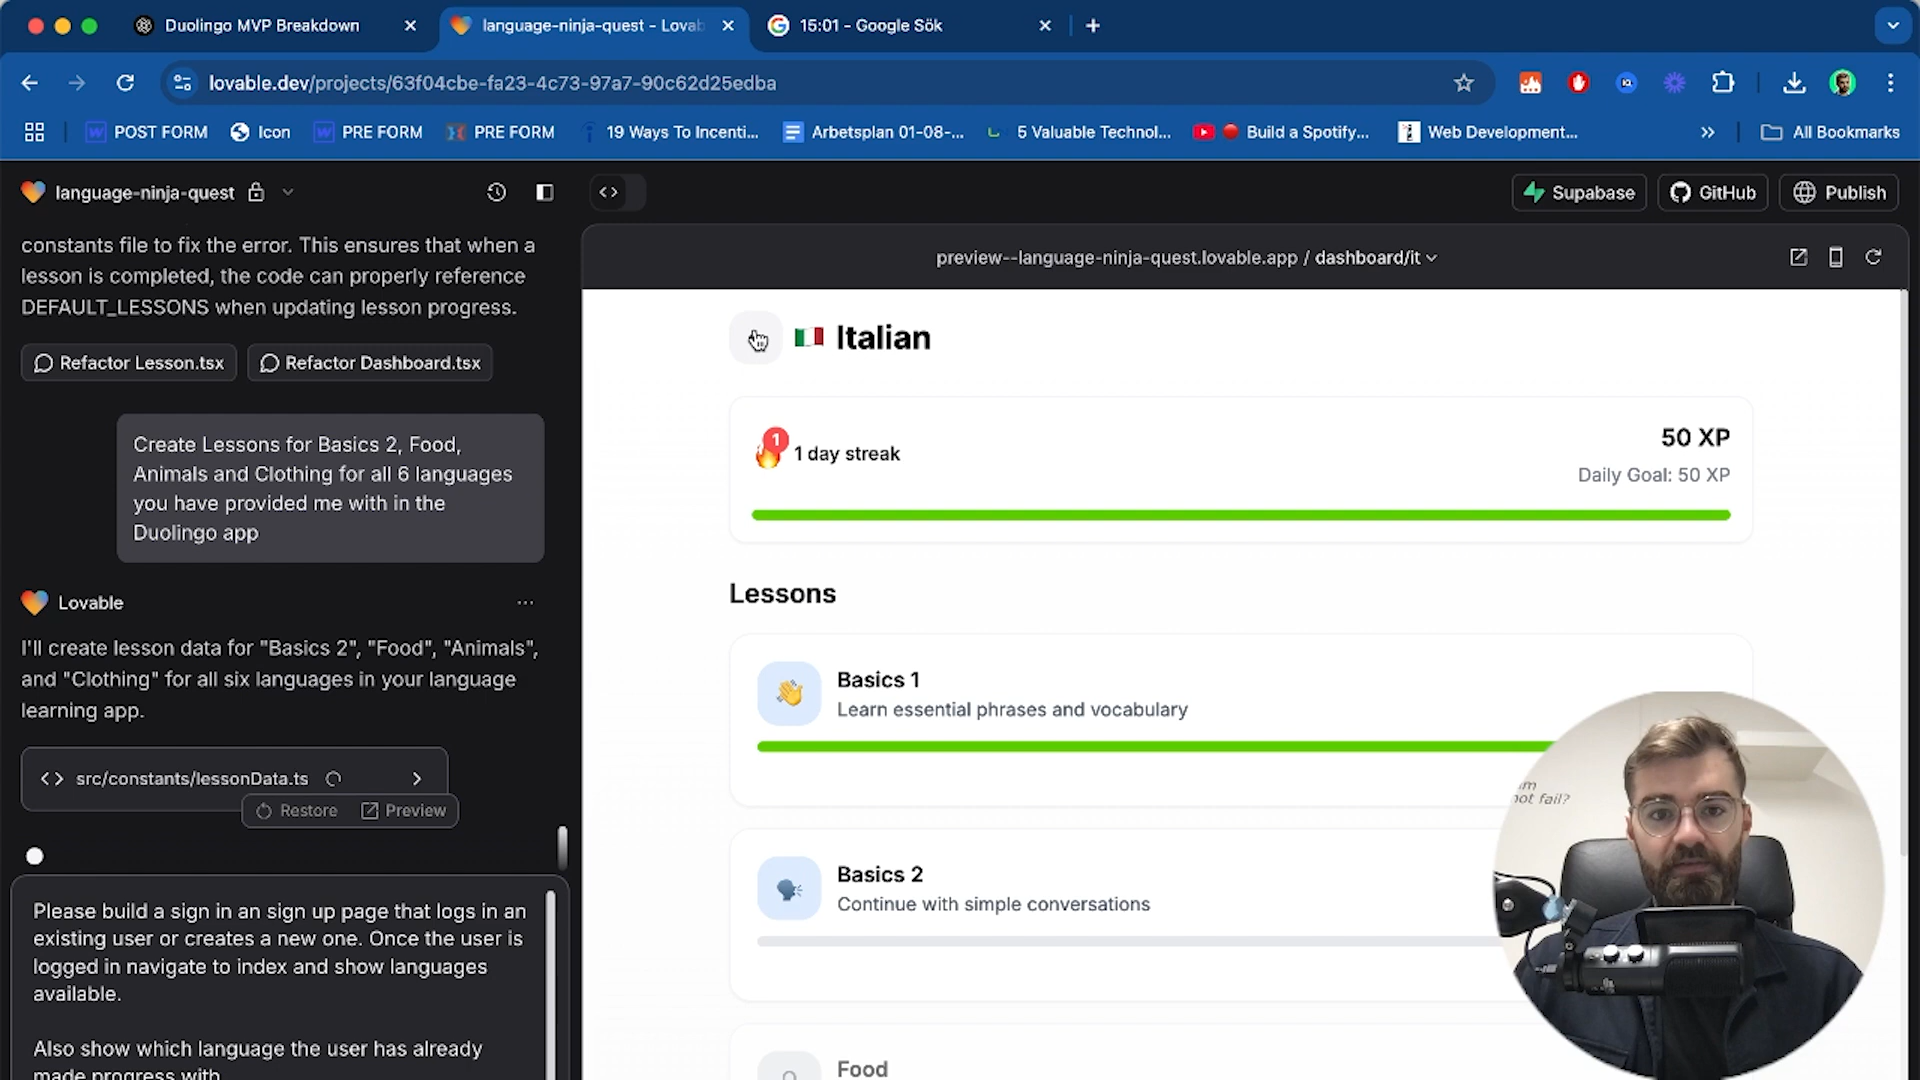 Duolingo MVP Breakdown
language-ninja-quest - Lovab
15:01 - Google Sök
lovable.dev/projects/63f04cbe-fa23-4c73-97a7-90c62d25edba
POST FORM
Icon
PRE FORM
PRE FORM
19 Ways To Incenti...
Arbetsplan 01-08-...
5 Valuable Technol...
Build a Spotify...
Web Development...
All Bookmarks
language-ninja-quest
Supabase
GitHub
Publish
constants file to fix the error. This ensures that when a
lesson is completed, the code can properly reference
DEFAULT_LESSONS when updating lesson progress.
Refactor Lesson.tsx
Refactor Dashboard.tsx
Create Lessons for Basics 2, Food,
Animals and Clothing for all 6 languages
you have provided me with in the
Duolingo app
Lovable
I'll create lesson data for "Basics 2", "Food", "Animals",
and "Clothing" for all six languages in your language
learning app.
src/constants/lessonData.ts
Restore
Preview
Please build a sign in an sign up page that logs in an
existing user or creates a new one. Once the user is
logged in navigate to index and show languages
available.
Also show which language the user has already
made progress with
preview--language-ninja-quest.lovable.app / dashboard/it
Italian
1
1 day streak
50 XP
Daily Goal: 50 XP
Lessons
Basics 1
Learn essential phrases and vocabulary
Basics 2
Continue with simple conversations
Food
not fail?